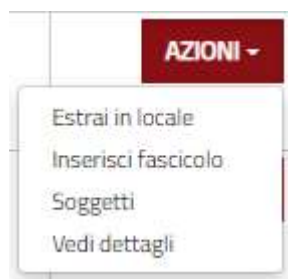 AZIONI
Estrai in locale
Inserisci fascicolo
Soggetti
Vedi dettagli